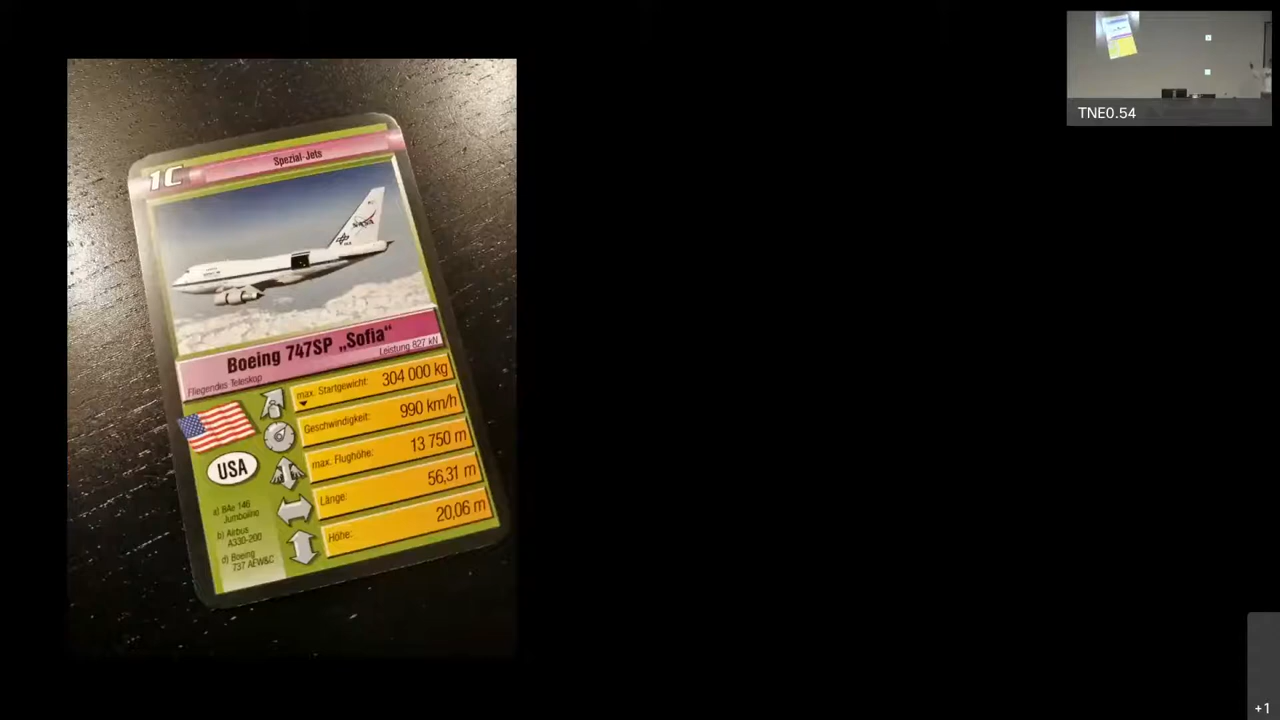 1C
Spezial-Jets
NASA
Boeing 747SP „Sofia“
Fliegendes Teleskop
Leistung 827 kN
max. Startgewicht: 304 000 kg
Geschwindigkeit: 990 km/h
max. Flughöhe: 13 750 m
Länge: 56,31 m
Höhe: 20,06 m
USA
a) BAe 146
Jumbolino
b) Airbus
A330-200
d) Boeing
737 AEW&C
TNE0.54
+1